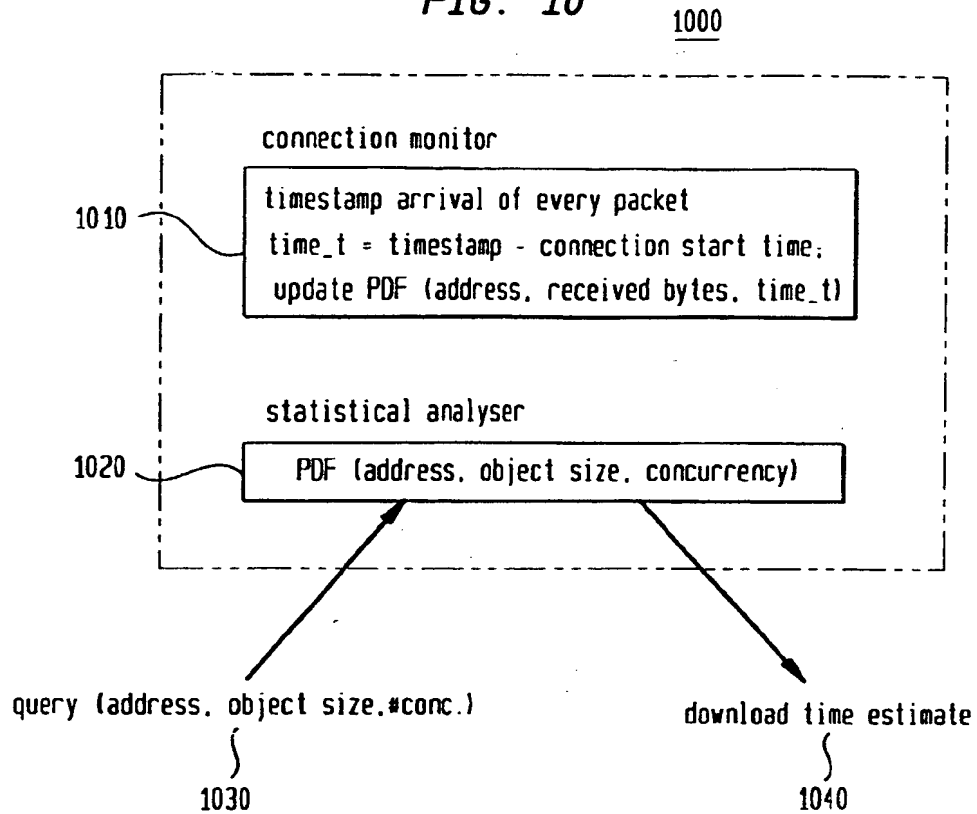 FIG. 10
1000
connection monitor
1010
timestamp arrival of every packet
time_t = timestamp - connection start time;
update PDF (address, received bytes, time_t)
statistical analyser
1020
PDF (address, object size, concurrency)
query (address, object size,#conc.)
download time estimate
1030
1040